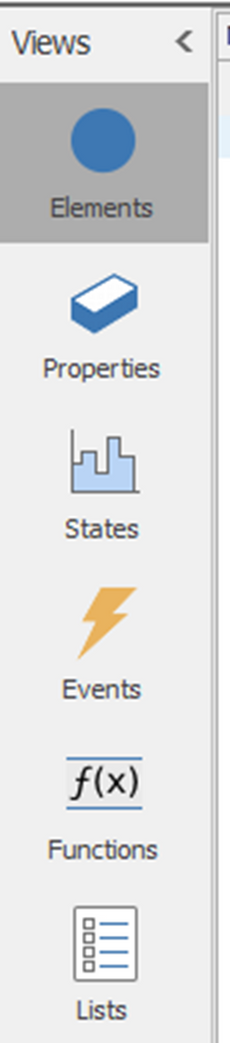 Views
Elements
Properties
States
Events
f(x)
Functions
Lists